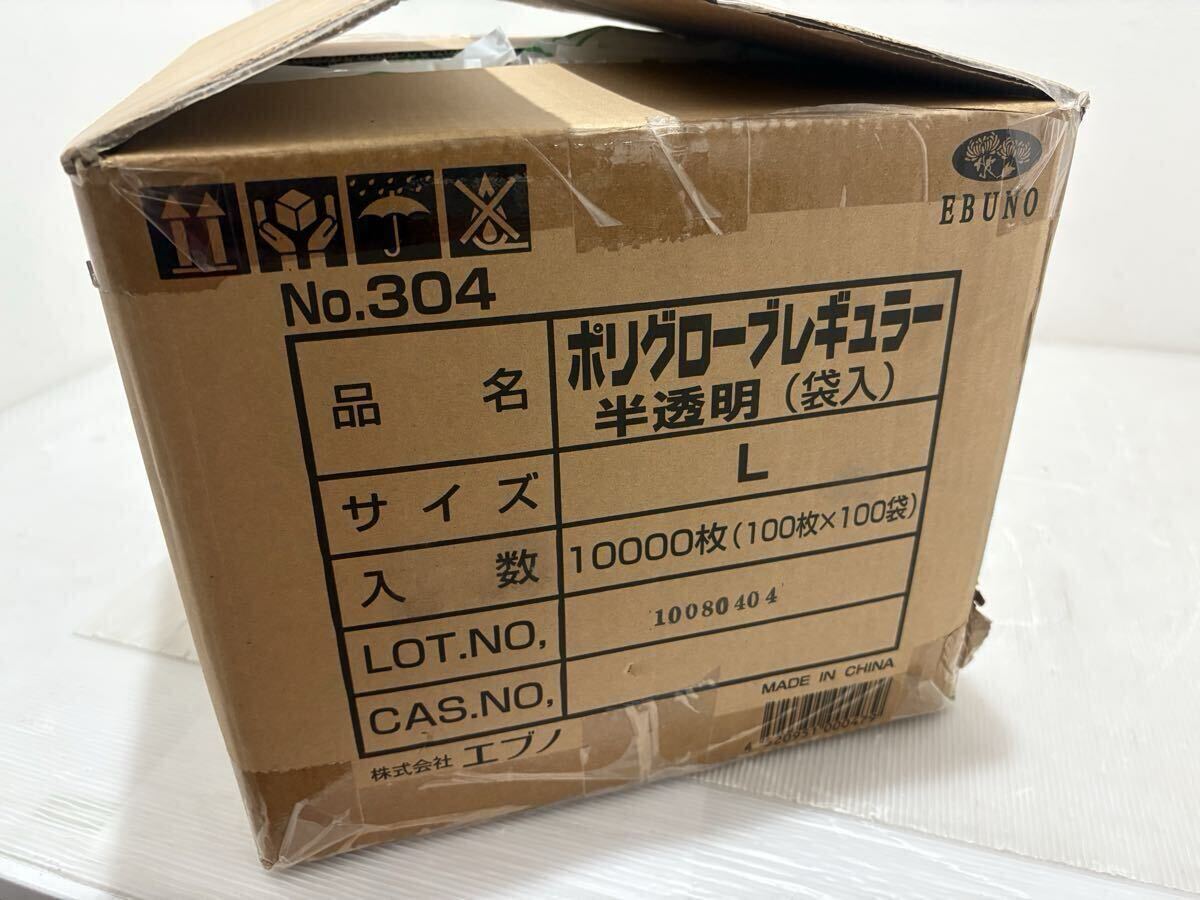 EBUNO
No.304
品名 ポリグローブレギュラー
半透明(袋入)
サイズ L
入数 10000枚(100枚×100袋)
LOT.NO, 10080404
CAS.NO,
MADE IN CHINA
株式会社 エブノ